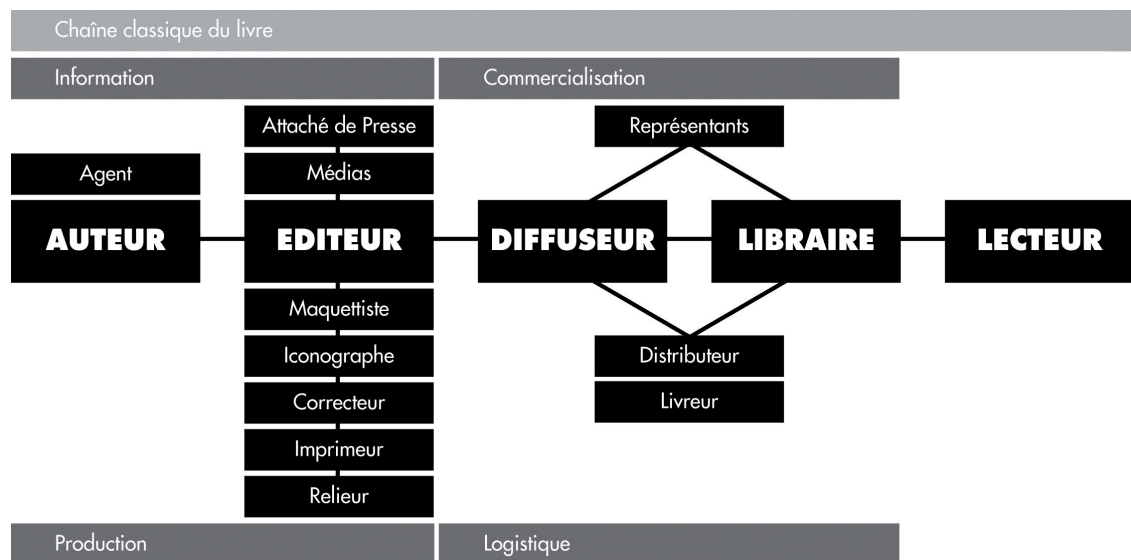 Chaîne classique du livre
Information
Commercialisation
Attaché de Presse
Représentants
Agent
Médias
AUTEUR
EDITEUR
DIFFUSEUR
LIBRAIRE
LECTEUR
Maquettiste
Iconographe
Distributeur
Correcteur
Livreur
Imprimeur
Relieur
Production
Logistique